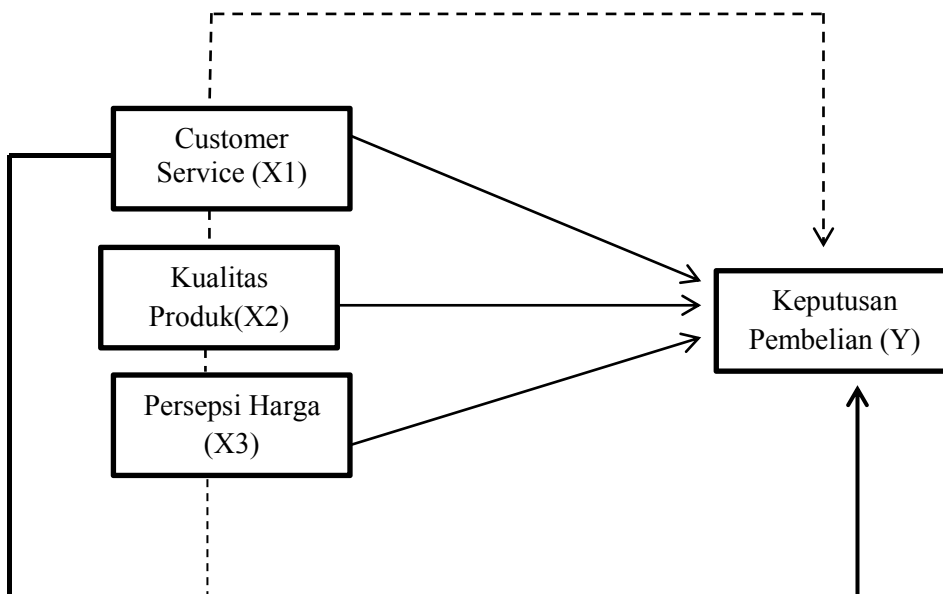 Customer
Service (X1)
Kualitas
Produk(X2)
Persepsi Harga
(X3)
Keputusan
Pembelian (Y)